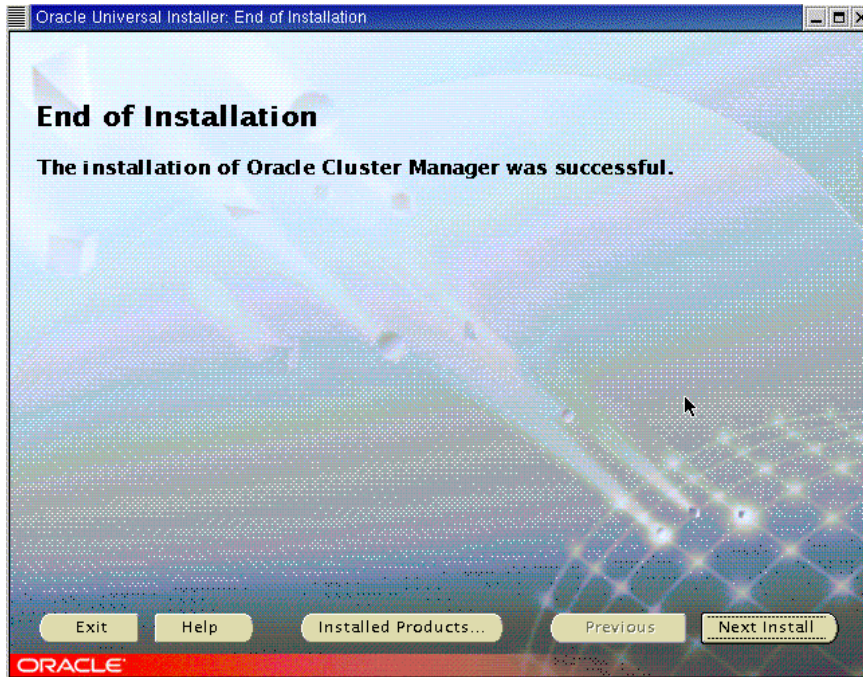 Oracle Universal Installer: End of Installation
End of Installation
The installation of Oracle Cluster Manager was successful.
Exit Help Installed Products... Previous Next Install
ORACLE